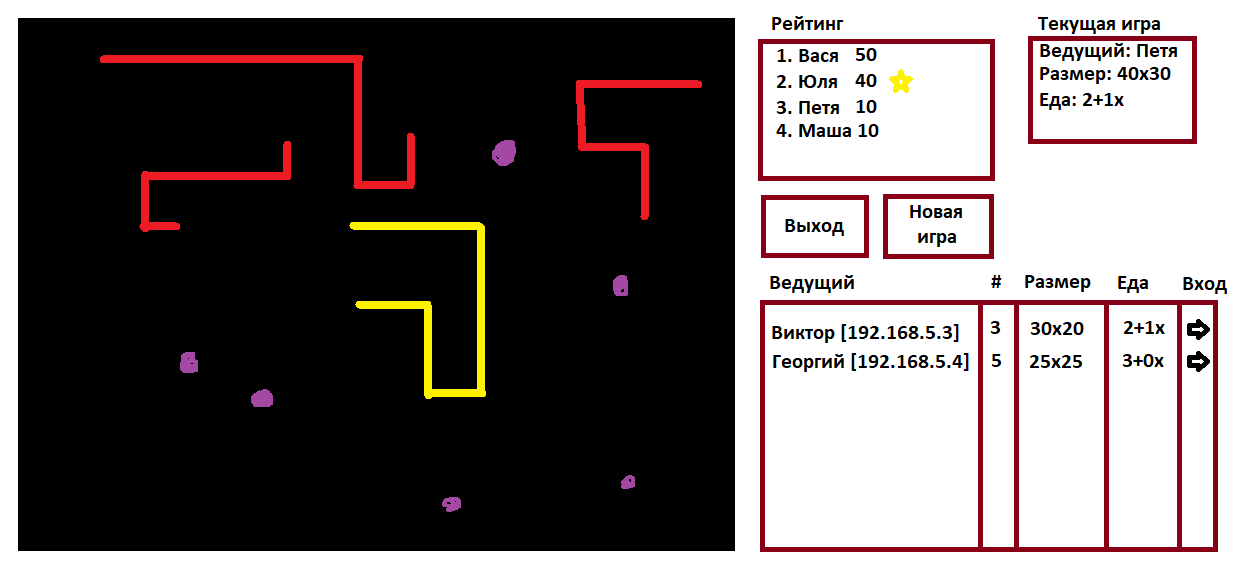 Рейтинг
1. Вася 50
2. Юля 40
3. Петя 10
4. Маша 10
Текущая игра
Ведущий: Петя
Размер: 40x30
Еда: 2+1x
Выход
Новая
игра
Ведущий # Размер Еда Вход
Виктор [192.168.5.3] 3 30x20 2+1x
Георгий [192.168.5.4] 5 25x25 3+0x